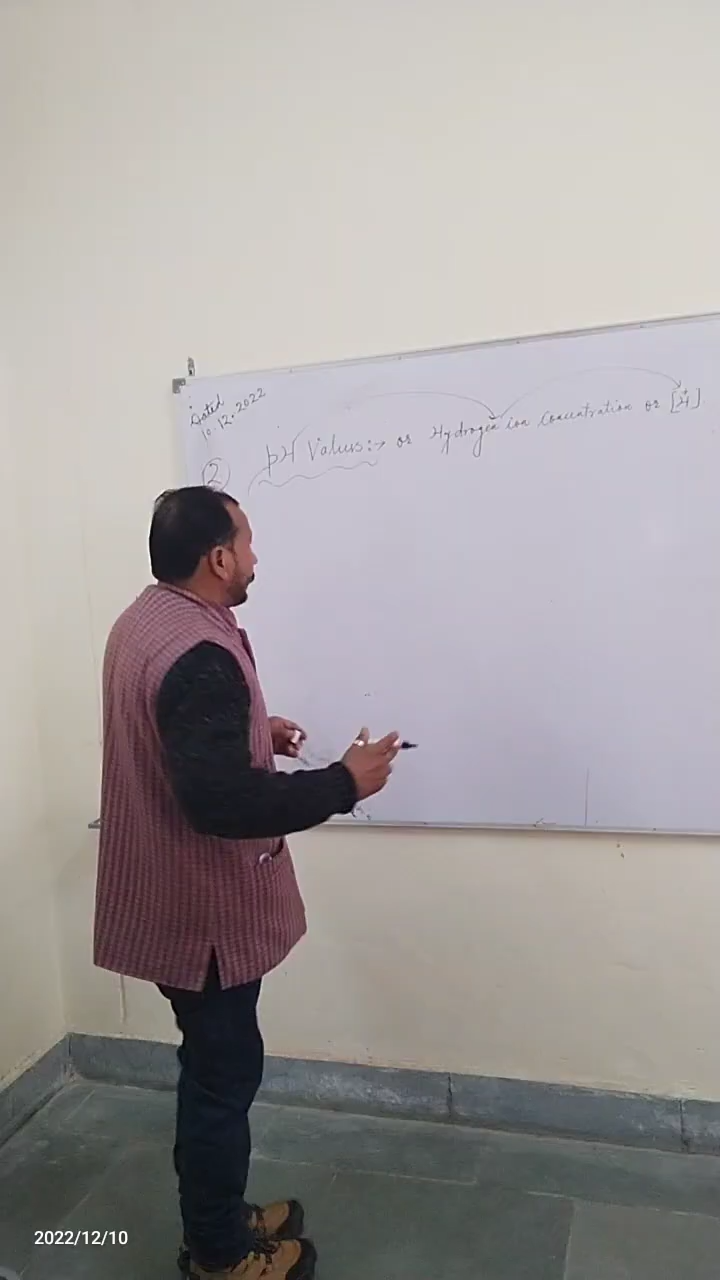 Dated
10.12.2022
② pH Values:→ or Hydrogen ion Concentration or [H⁺]
2022/12/10